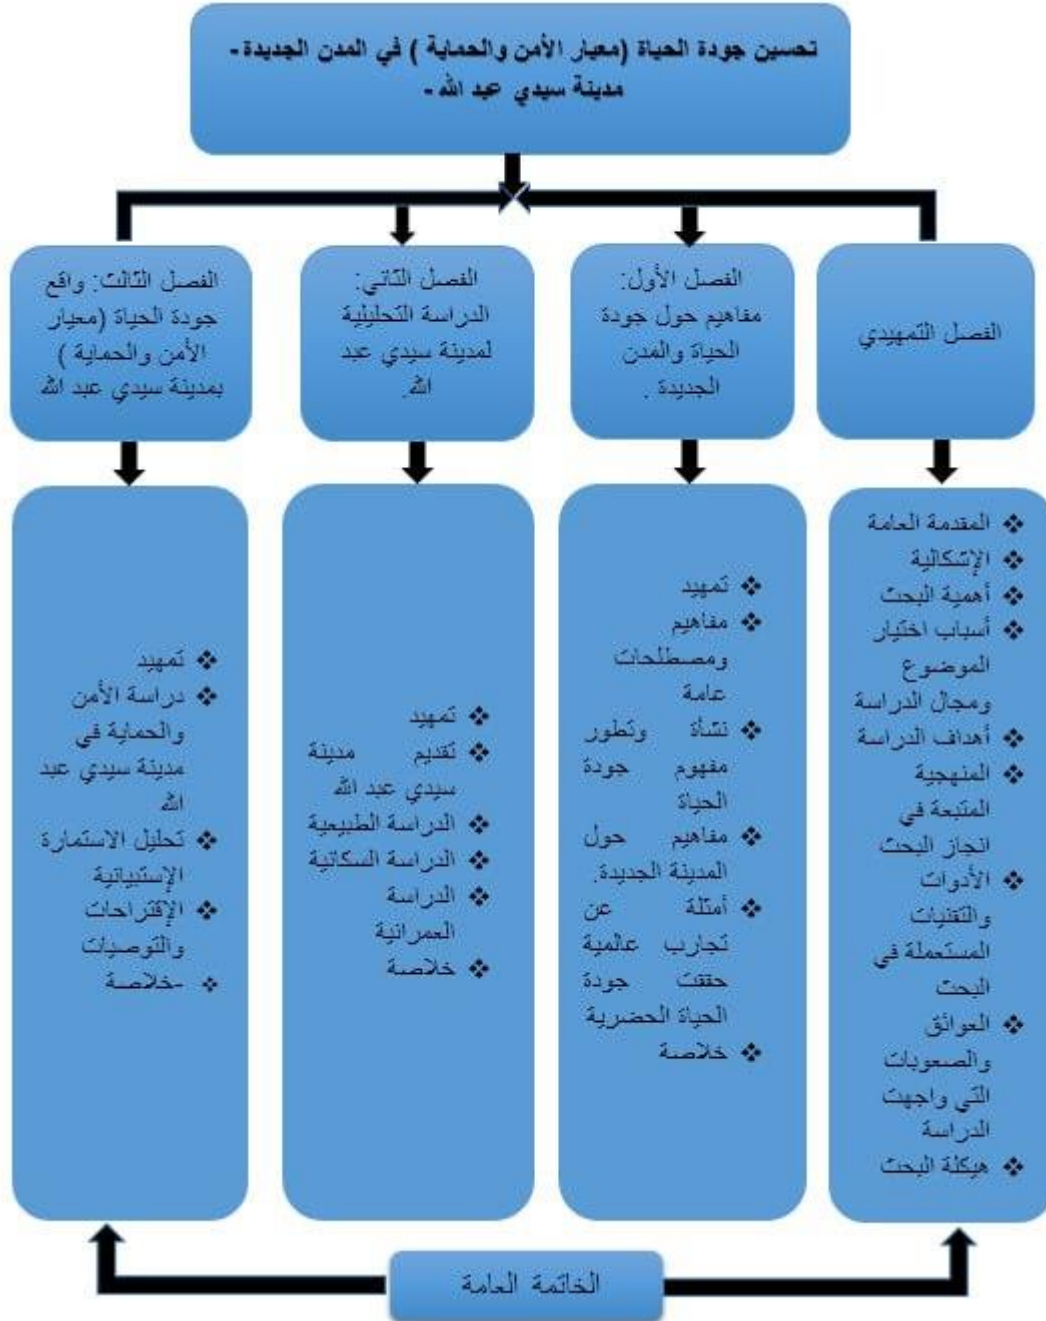 تحسين جودة الحياة (معيار الأمن والحماية ) في المدن الجديدة-
مدينة سيدي عبد الله -
الفصل التمهيدي
الفصل الأول:
مفاهيم حول جودة
الحياة والمدن
الجديدة .
الفصل الثاني:
الدراسة التحليلية
لمدينة سيدي عبد
الله.
الفصل الثالث: واقع
جودة الحياة (معيار
الأمن والحماية )
بمدينة سيدي عبد الله
❖ المقدمة العامة
❖ الإشكالية
❖ أهمية البحث
❖ أسباب اختيار
الموضوع
ومجال الدراسة
❖ أهداف الدراسة
❖ المنهجية
المتبعة في
انجاز البحث
❖ الأدوات
والتقنيات
المستعملة في
البحث
❖ العوائق
والصعوبات
التي واجهت
الدراسة
❖ هيكلة البحث
❖ تمهيد
❖ مفاهيم
ومصطلحات
عامة
❖ نشأة وتطور
مفهوم جودة
الحياة
❖ مفاهيم حول
المدينة الجديدة.
❖ أمثلة عن
تجارب عالمية
حققت جودة
الحياة الحضرية
❖ خلاصة
❖ تمهيد
❖ تقديم مدينة
سيدي عبد الله
❖ الدراسة الطبيعية
❖ الدراسة السكانية
❖ الدراسة
العمرانية
❖ خلاصة
❖ تمهيد
❖ دراسة الأمن
والحماية في
مدينة سيدي عبد
الله
❖ تحليل الاستمارة
الإستبيانية
❖ الإقتراحات
والتوصيات
❖ -خلاصة
الخاتمة العامة